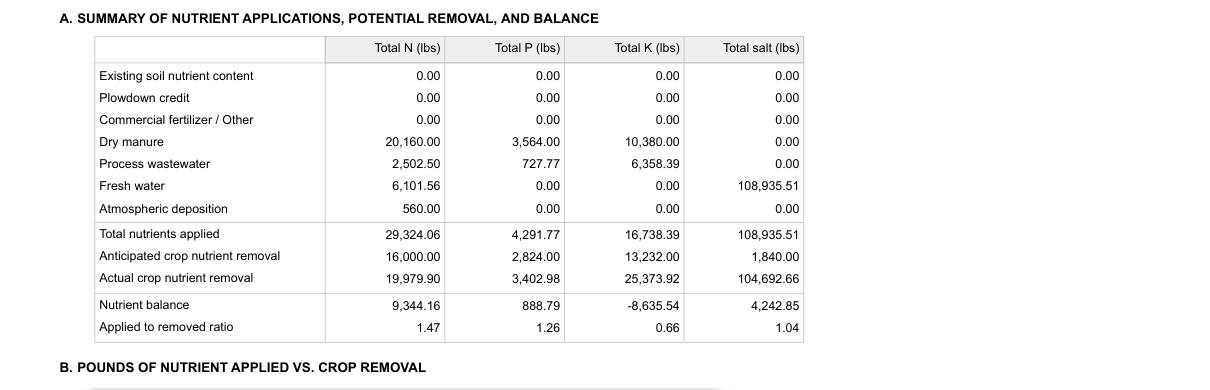 A. SUMMARY OF NUTRIENT APPLICATIONS, POTENTIAL REMOVAL, AND BALANCE
Total N (lbs) Total P (lbs) Total K (lbs) Total salt (lbs)
Existing soil nutrient content 0.00 0.00 0.00 0.00
Plowdown credit 0.00 0.00 0.00 0.00
Commercial fertilizer / Other 0.00 0.00 0.00 0.00
Dry manure 20,160.00 3,564.00 10,380.00 0.00
Process wastewater 2,502.50 727.77 6,358.39 0.00
Fresh water 6,101.56 0.00 0.00 108,935.51
Atmospheric deposition 560.00 0.00 0.00 0.00
Total nutrients applied 29,324.06 4,291.77 16,738.39 108,935.51
Anticipated crop nutrient removal 16,000.00 2,824.00 13,232.00 1,840.00
Actual crop nutrient removal 19,979.90 3,402.98 25,373.92 104,692.66
Nutrient balance 9,344.16 888.79 -8,635.54 4,242.85
Applied to removed ratio 1.47 1.26 0.66 1.04
B. POUNDS OF NUTRIENT APPLIED VS. CROP REMOVAL